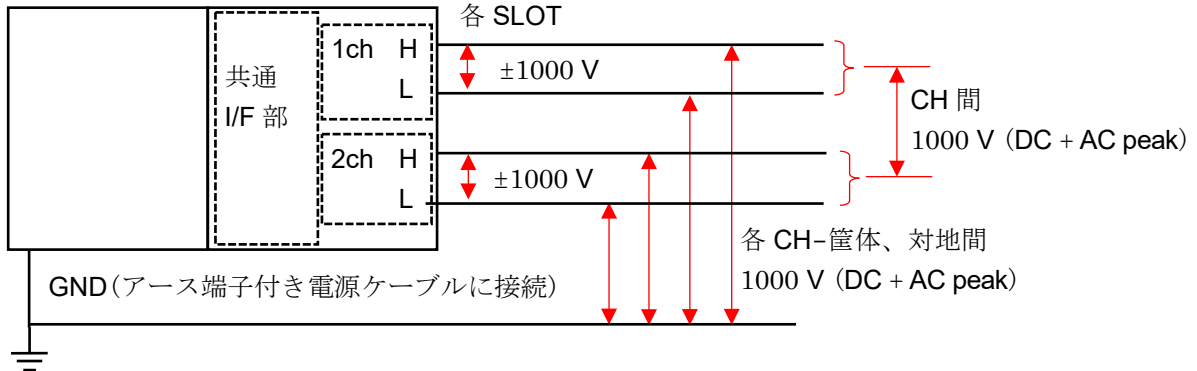 各 SLOT
共通
I/F 部
1ch H
L
±1000 V
2ch H
L
±1000 V
CH 間
1000 V (DC + AC peak)
各 CH−筐体、対地間
1000 V (DC + AC peak)
GND(アース端子付き電源ケーブルに接続)